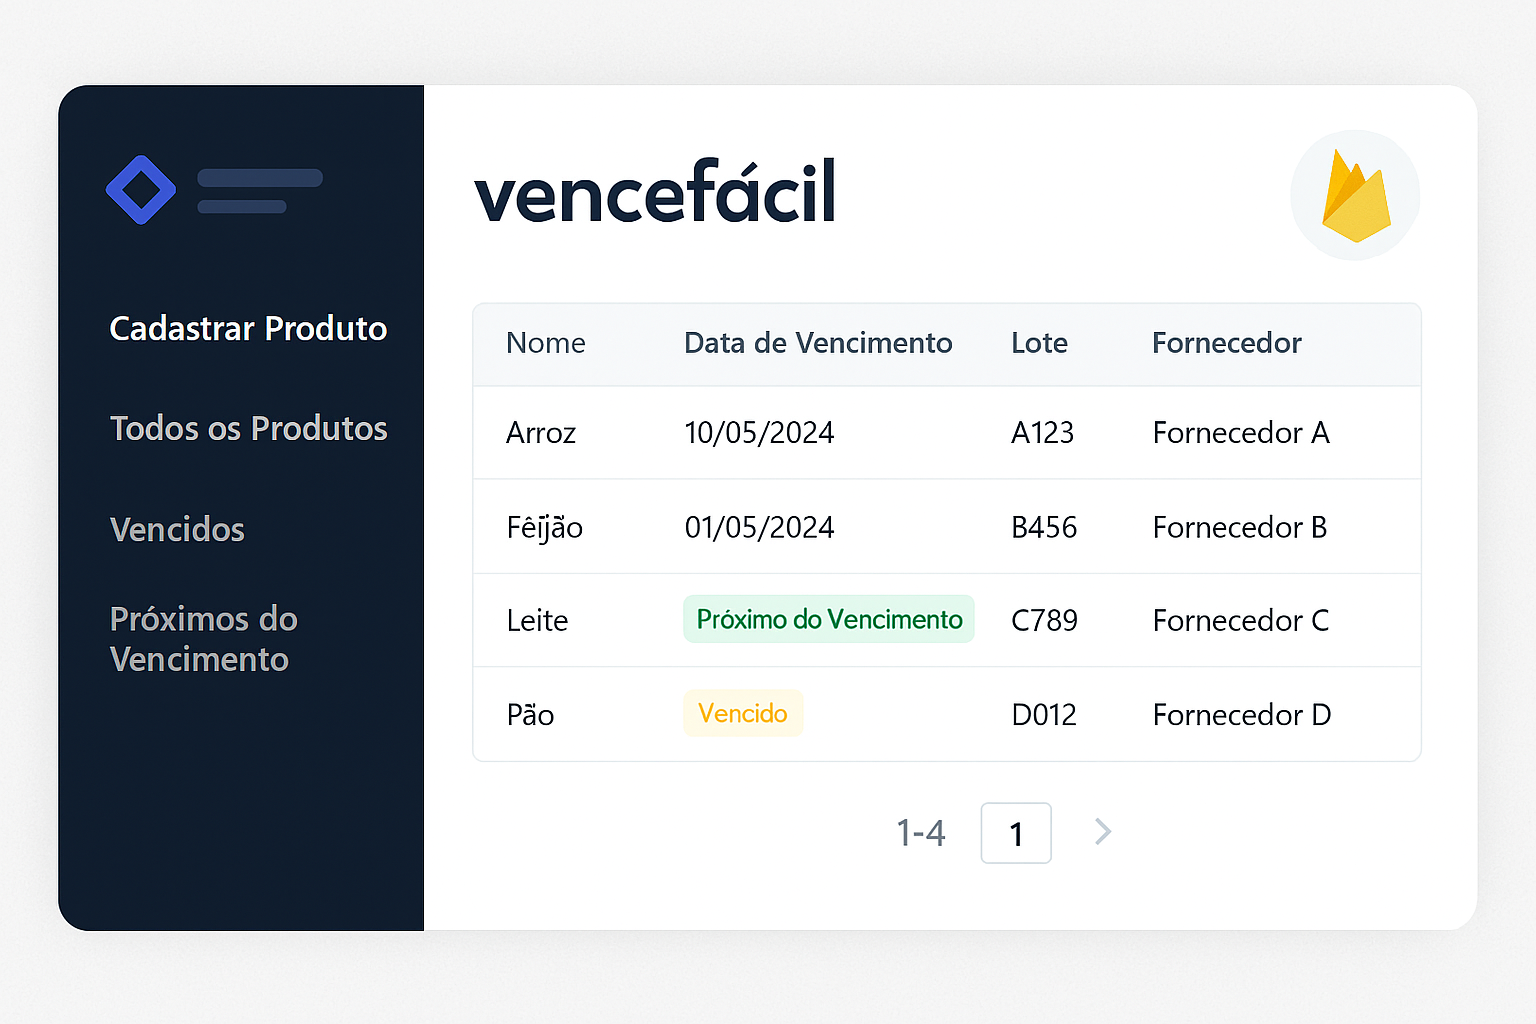 vencefácil
Cadastrar Produto
Todos os Produtos
Vencidos
Próximos do
Vencimento
Nome Data de Vencimento Lote Fornecedor
Arroz 10/05/2024 A123 Fornecedor A
Fêijão 01/05/2024 B456 Fornecedor B
Leite Próximo do Vencimento C789 Fornecedor C
Pão Vencido D012 Fornecedor D
1-4 1